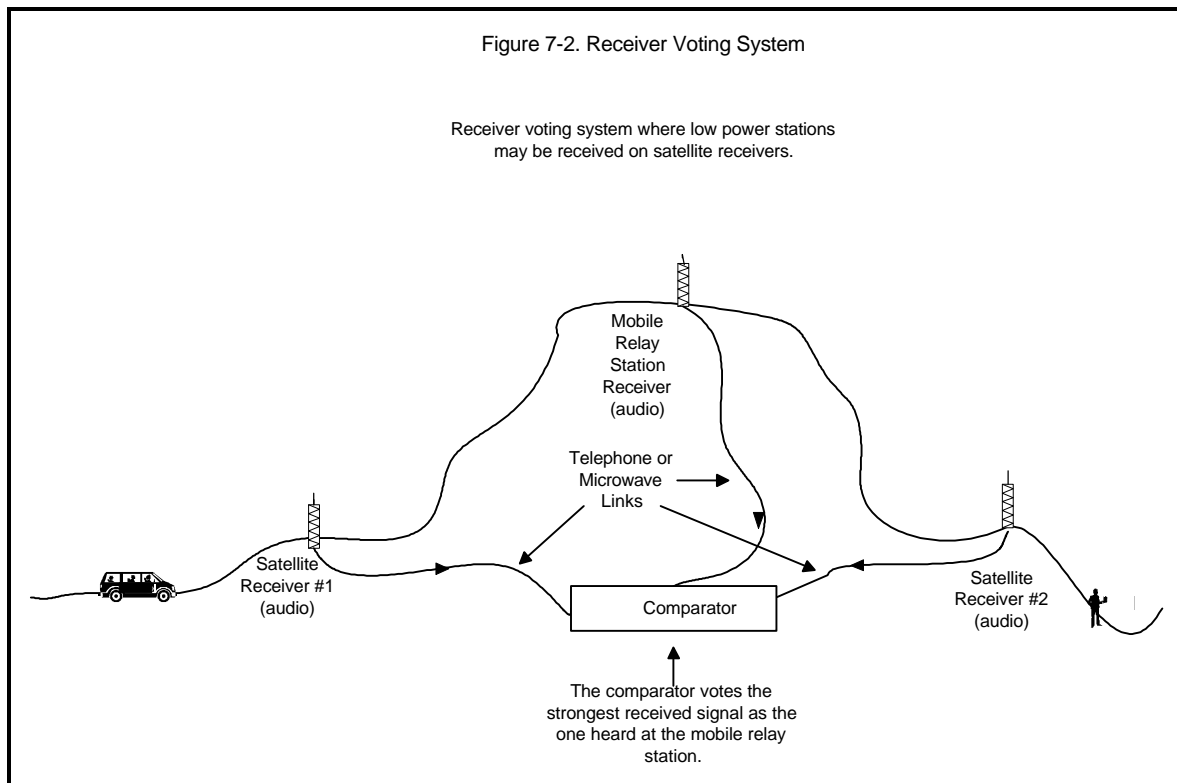 Figure 7-2. Receiver Voting System
Receiver voting system where low power stations
may be received on satellite receivers.
Mobile
Relay
Station
Receiver
(audio)
Telephone or
Microwave
Links
Satellite
Receiver #1
(audio)
Comparator
Satellite
Receiver #2
(audio)
The comparator votes the
strongest received signal as the
one heard at the mobile relay
station.